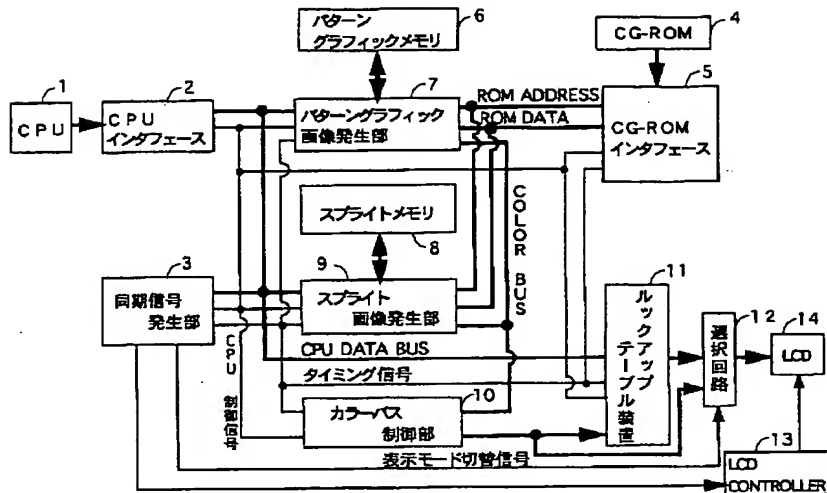 6
パターン
グラフィックメモリ
4
CG-ROM
1
CPU
2
CPU
インタフェース
7
パターングラフィック
画像発生部
ROM ADDRESS
ROM DATA
5
CG-ROM
インタフェース
スプライトメモリ
8
COLOR BUS
3
同期信号
発生部
9
スプライト
画像発生部
11
ルックアップ
テーブル装置
12
選択回路
14
LCD
CPU DATA BUS
タイミング信号
CPU制御信号
カラーバス
制御部
10
表示モード切替信号
13
LCD
CONTROLLER